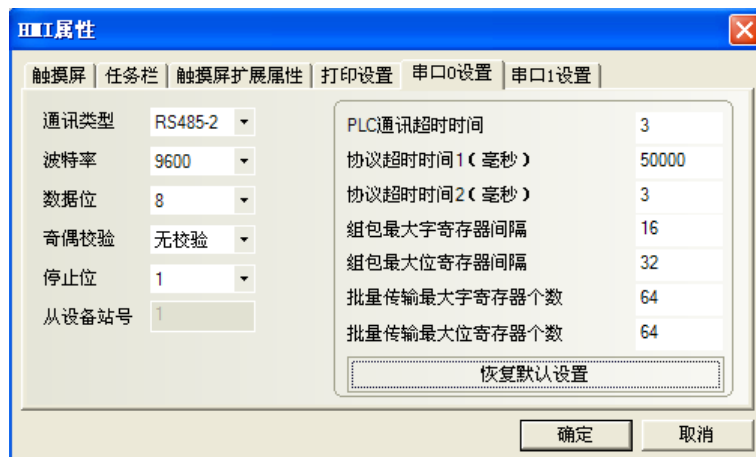 HMI属性
触摸屏 任务栏 触摸屏扩展属性 打印设置 串口0设置 串口1设置
通讯类型 RS485-2
波特率 9600
数据位 8
奇偶校验 无校验
停止位 1
从设备站号 1
PLC通讯超时时间 3
协议超时时间1(毫秒) 50000
协议超时时间2(毫秒) 3
组包最大字寄存器间隔 16
组包最大位寄存器间隔 32
批量传输最大字寄存器个数 64
批量传输最大位寄存器个数 64
恢复默认设置
确定 取消